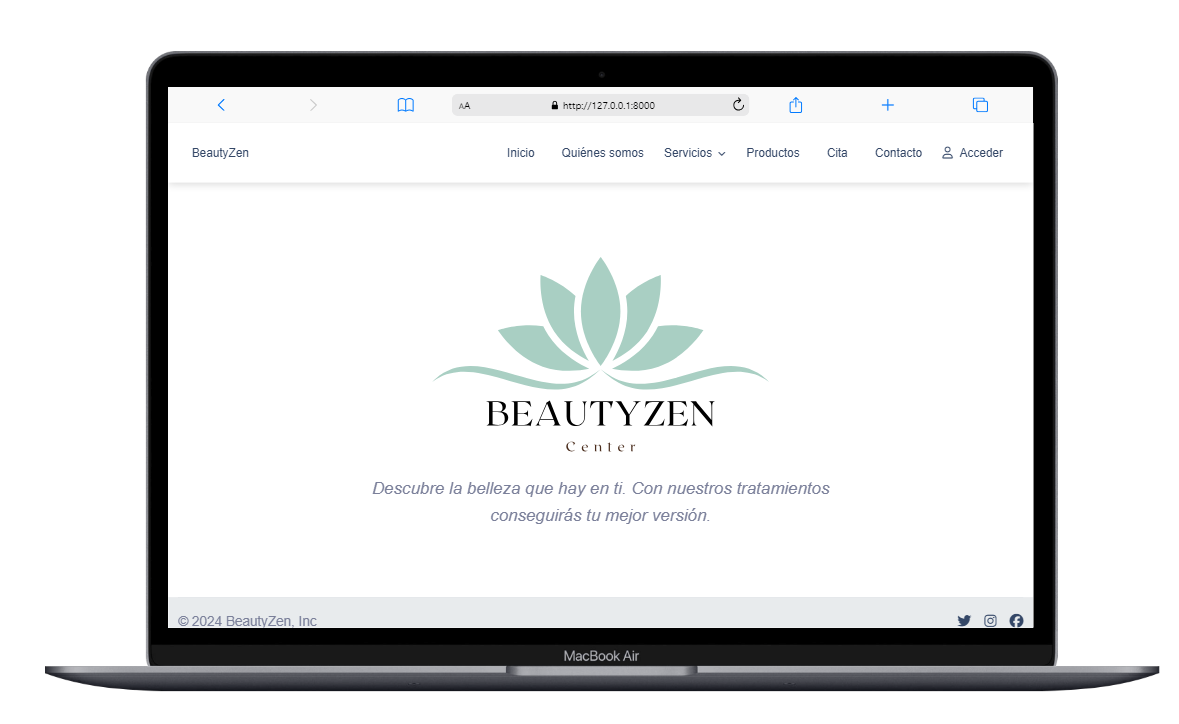 AA http://127.0.0.1:8000
BeautyZen Inicio Quiénes somos Servicios Productos Cita Contacto Acceder
BEAUTYZEN
Center
Descubre la belleza que hay en ti. Con nuestros tratamientos
conseguirás tu mejor versión.
© 2024 BeautyZen, Inc
MacBook Air